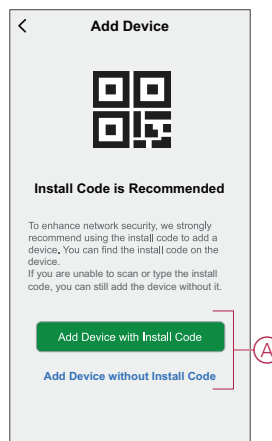 Add Device
Install Code is Recommended
To enhance network security, we strongly
recommend using the install code to add a
device. You can find the install code on the
device.
If you are unable to scan or type the install
code, you can still add the device without it.
Add Device with Install Code
A
Add Device without Install Code